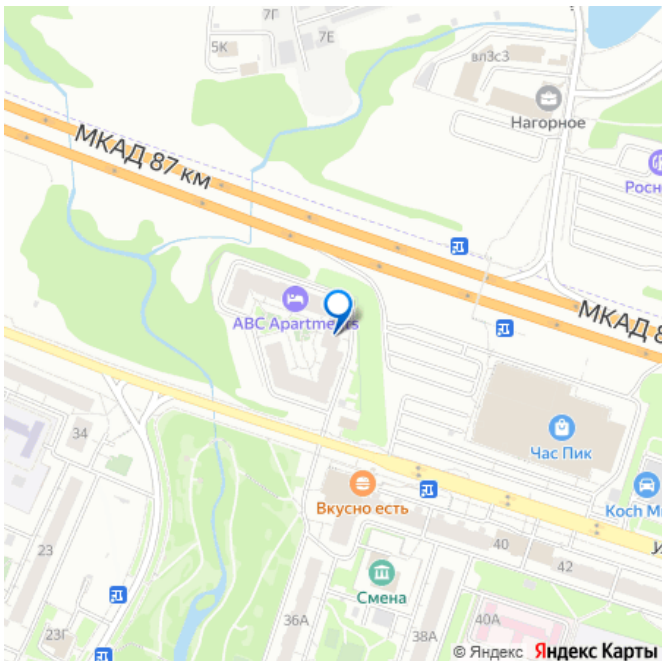 7Г
7Е
5К
вл3с3
Нагорное
МКАД 87 км
Росн
ABC Apartments
МКАД 8
34
Час Пик
Вкусно есть
Koch M
23
40
42
Смена
36А
38А
40А
23Г
© Яндекс Яндекс Карты